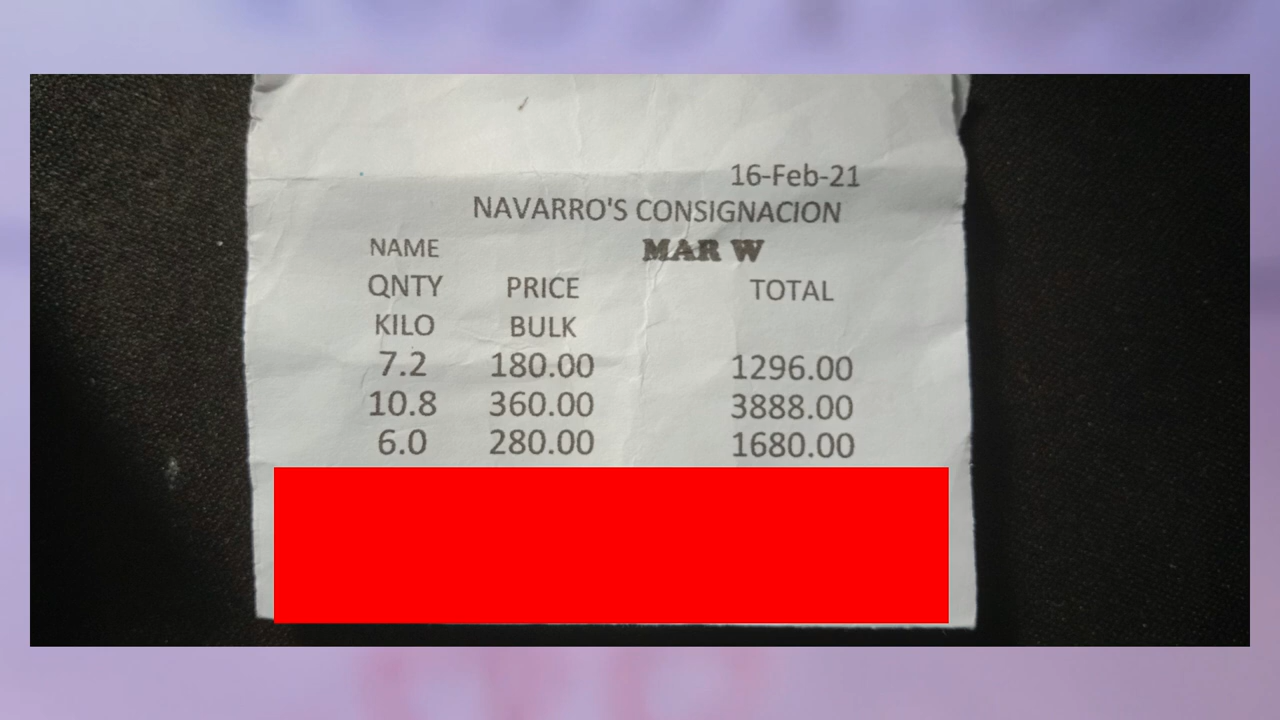 16-Feb-21
NAVARRO'S CONSIGNACION
NAME MAR W
QNTY PRICE TOTAL
KILO BULK
7.2 180.00 1296.00
10.8 360.00 3888.00
6.0 280.00 1680.00